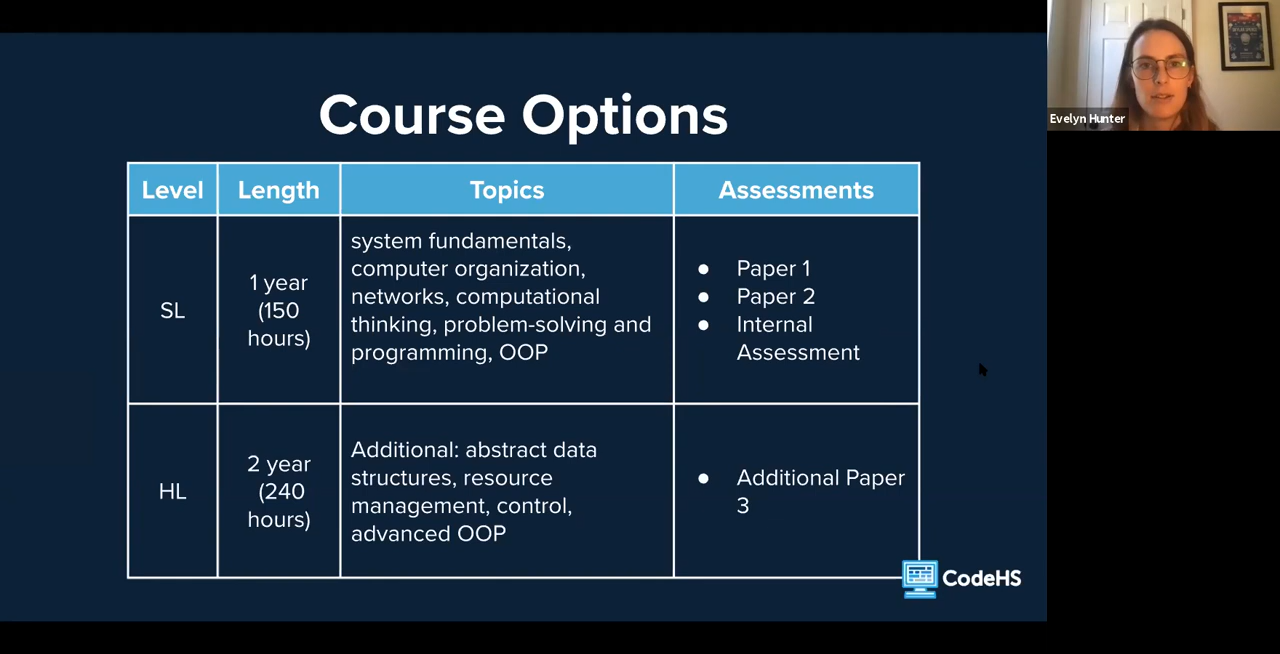 Course Options
Level
Length
Topics
Assessments
SL
1 year
(150
hours)
system fundamentals,
computer organization,
networks, computational
thinking, problem-solving and
programming, OOP
● Paper 1
● Paper 2
● Internal
Assessment
HL
2 year
(240
hours)
Additional: abstract data
structures, resource
management, control,
advanced OOP
● Additional Paper
3
CodeHS
Evelyn Hunter